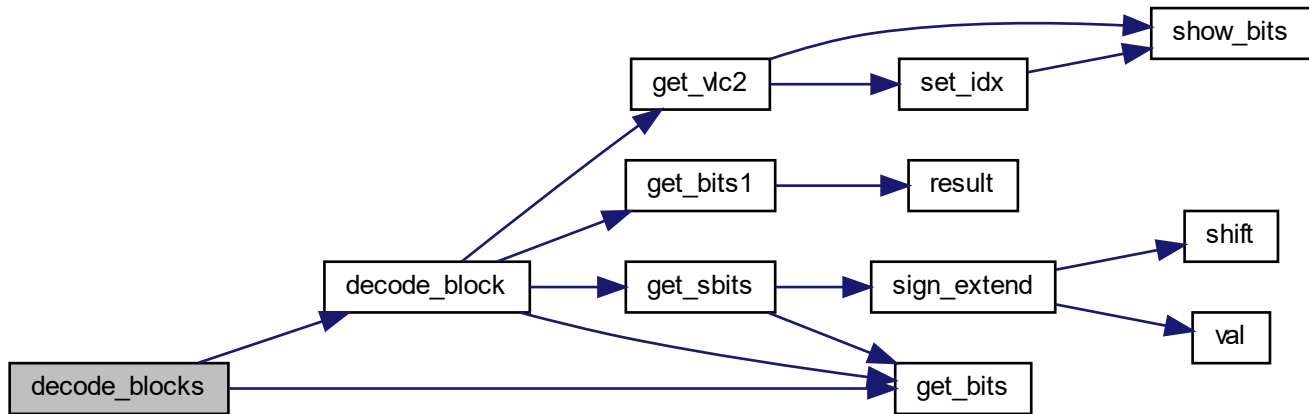 show_bits
get_vlc2
set_idx
get_bits1
result
shift
decode_block
get_sbits
sign_extend
val
decode_blocks
get_bits